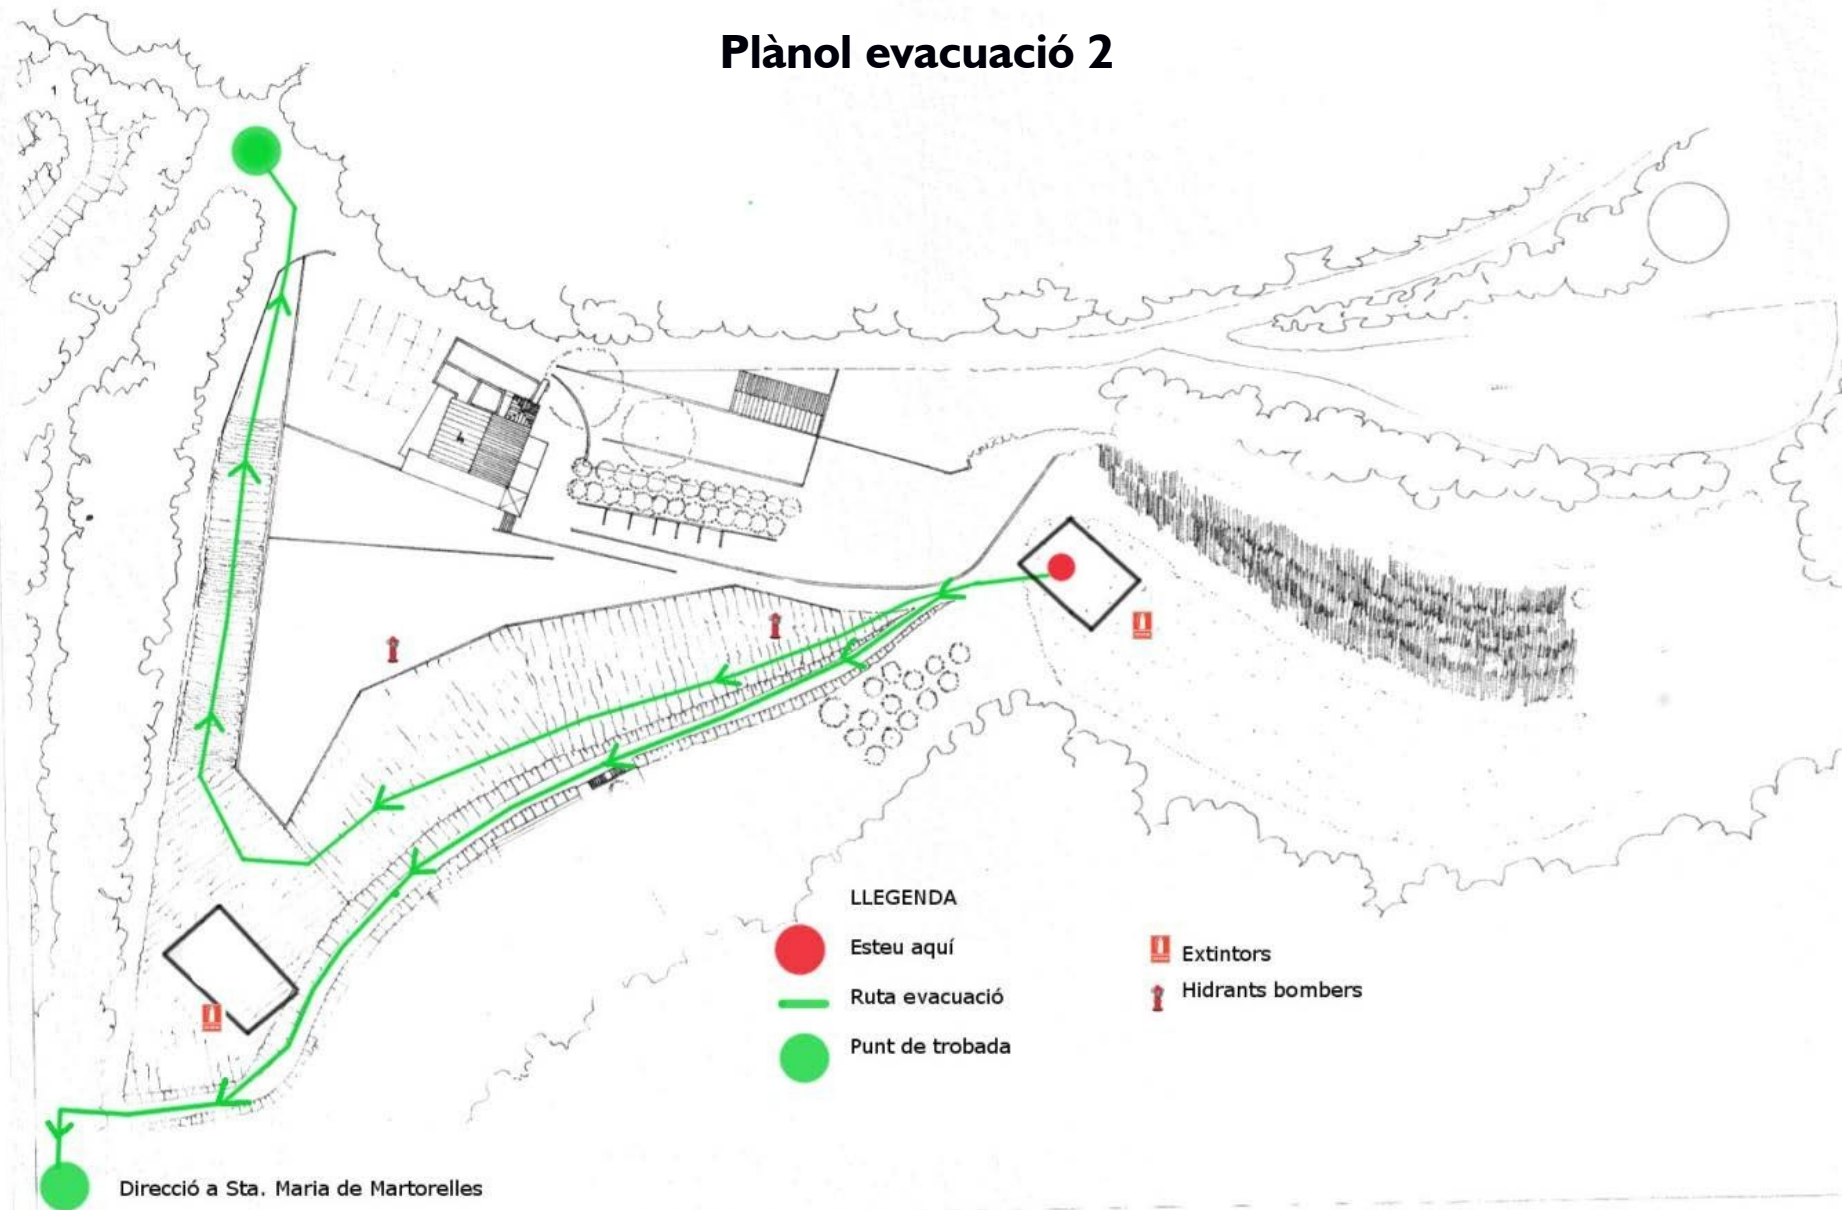 Plànol evacuació 2
LLEGENDA
Esteu aquí
Ruta evacuació
Punt de trobada
Extintors
Hidrants bombers
Direcció a Sta. Maria de Martorelles